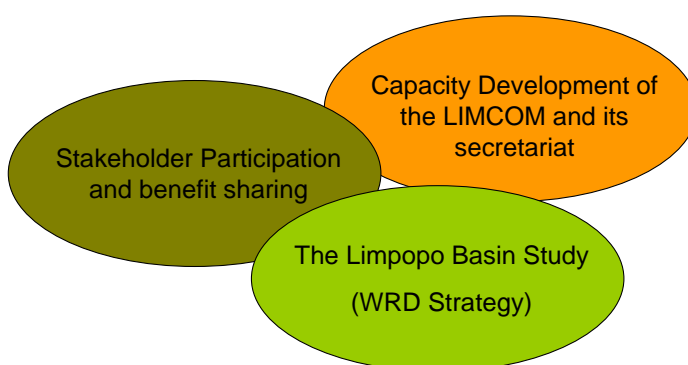 Capacity Development of
the LIMCOM and its
secretariat
Stakeholder Participation
and benefit sharing
The Limpopo Basin Study
(WRD Strategy)